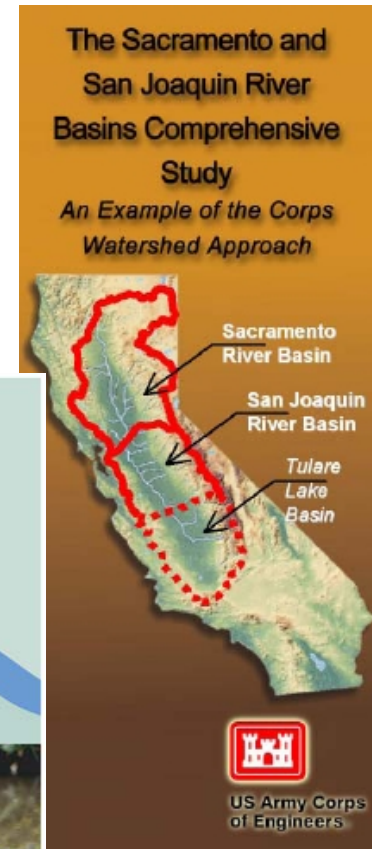 The Sacramento and
San Joaquin River
Basins Comprehensive
Study
An Example of the Corps
Watershed Approach
Sacramento
River Basin
San Joaquin
River Basin
Tulare
Lake
Basin
US Army Corps
of Engineers